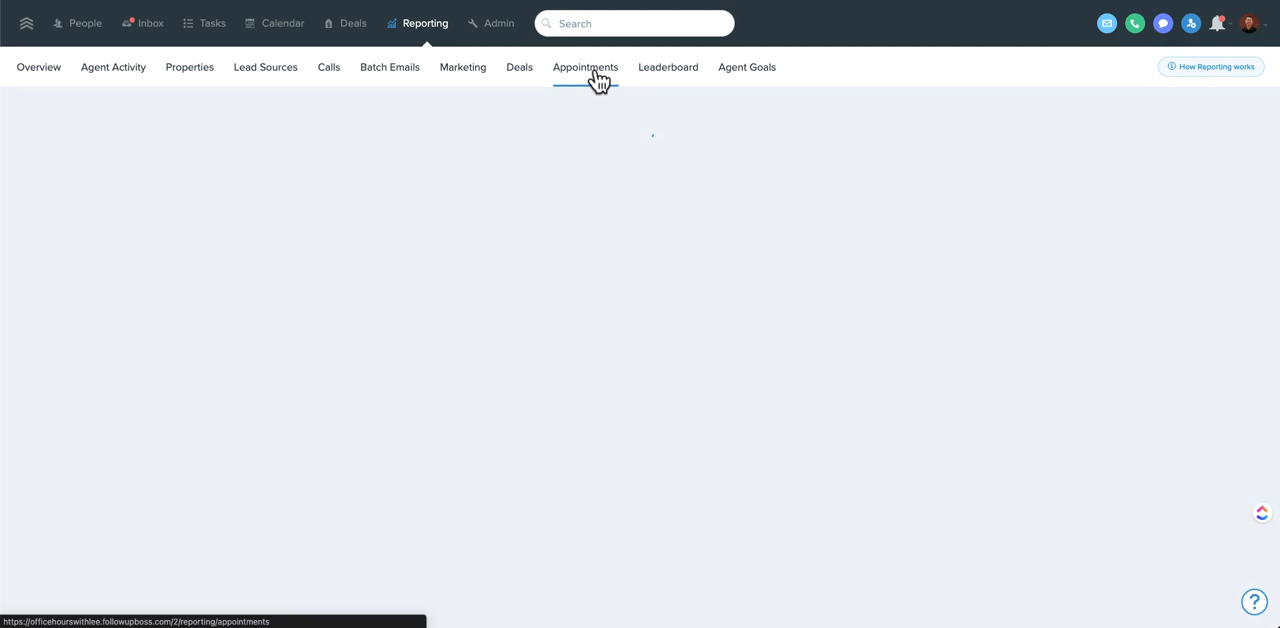 People Inbox Tasks Calendar Deals Reporting Admin Search
Overview Agent Activity Properties Lead Sources Calls Batch Emails Marketing Deals Appointments Leaderboard Agent Goals How Reporting works
?
https://officehourswithlee.followupboss.com/2/reporting/appointments